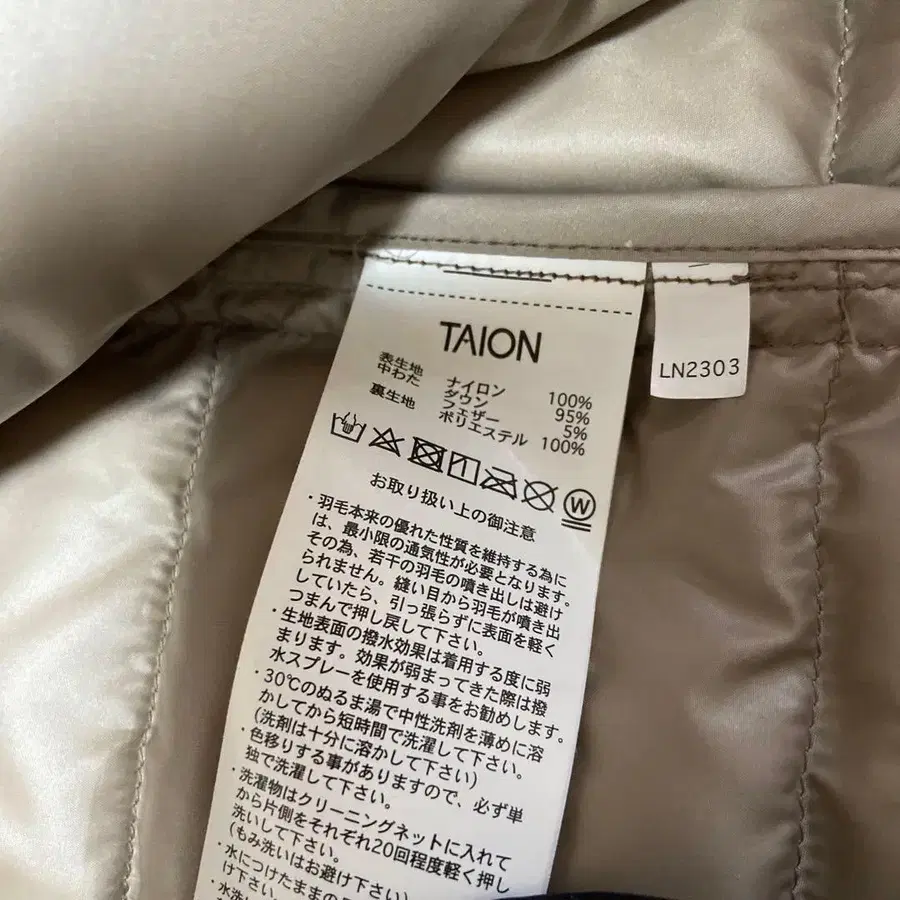 TAION
表生地 ナイロン 100%
中わた ダウン 95%
フェザー 5%
裏生地 ポリエステル 100%
W
お取り扱い上の御注意
・羽毛本来の優れた性質を維持する為に
は、最小限の通気性が必要となります。
その為、若干の羽毛の噴き出しは避け
られません。縫い目から羽毛が噴き出
していたら、引っ張らずに表面を軽く
つまんで押し戻して下さい。
・生地表面の撥水効果は着用する度に弱
まります。効果が弱まってきた際は撥
水スプレーを使用する事をお勧めします。
・30℃のぬるま湯で中性洗剤を薄めに溶
かしてから短時間で洗濯して下さい。
（洗剤は十分に溶かして下さい）
・色移りする事がありますので、必ず単
独で洗濯して下さい。
・洗濯物はクリーニングネットに入れて
から片側をそれぞれ20回程度軽く押し
洗いして下さい。
（もみ洗いはお避け下さい）
・水につけたままの
け下さい。
・水洗い
LN2303